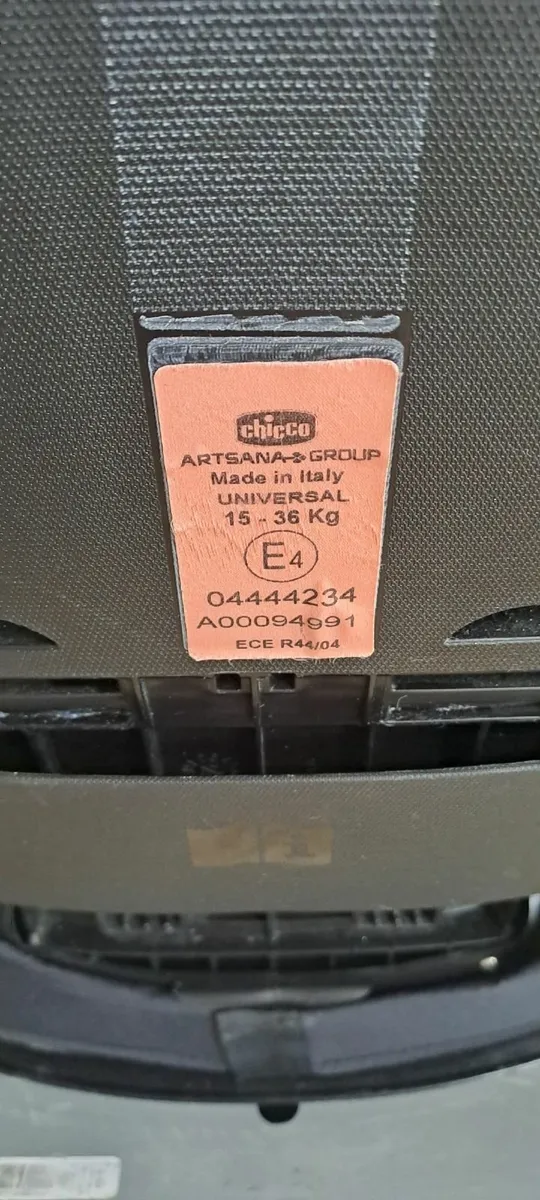 chicco
ARTSANA GROUP
Made in Italy
UNIVERSAL
15 - 36 Kg
E4
04444234
A00094991
ECE R44/04